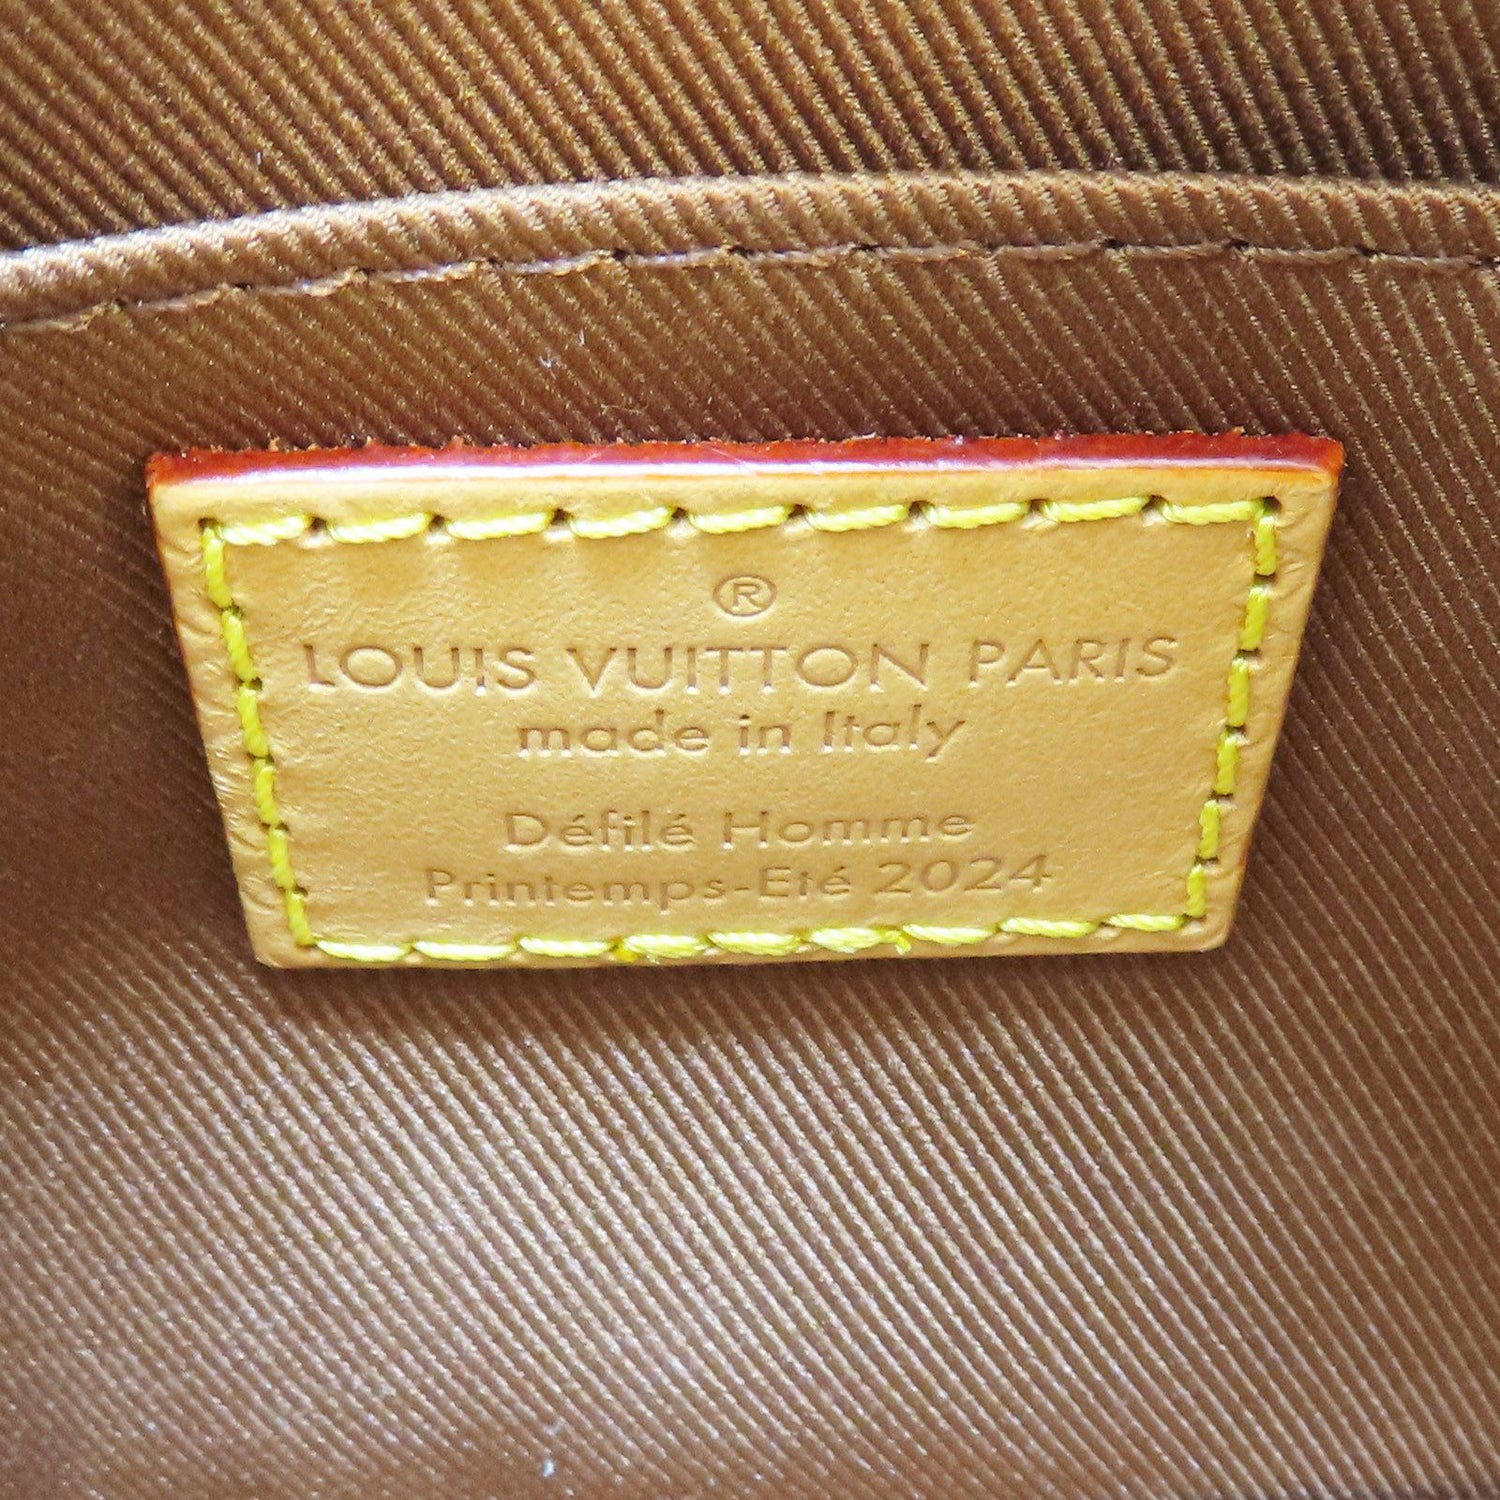 ®
LOUIS VUITTON PARIS
made in Italy
Défilé Homme
Printemps-Eté 2024